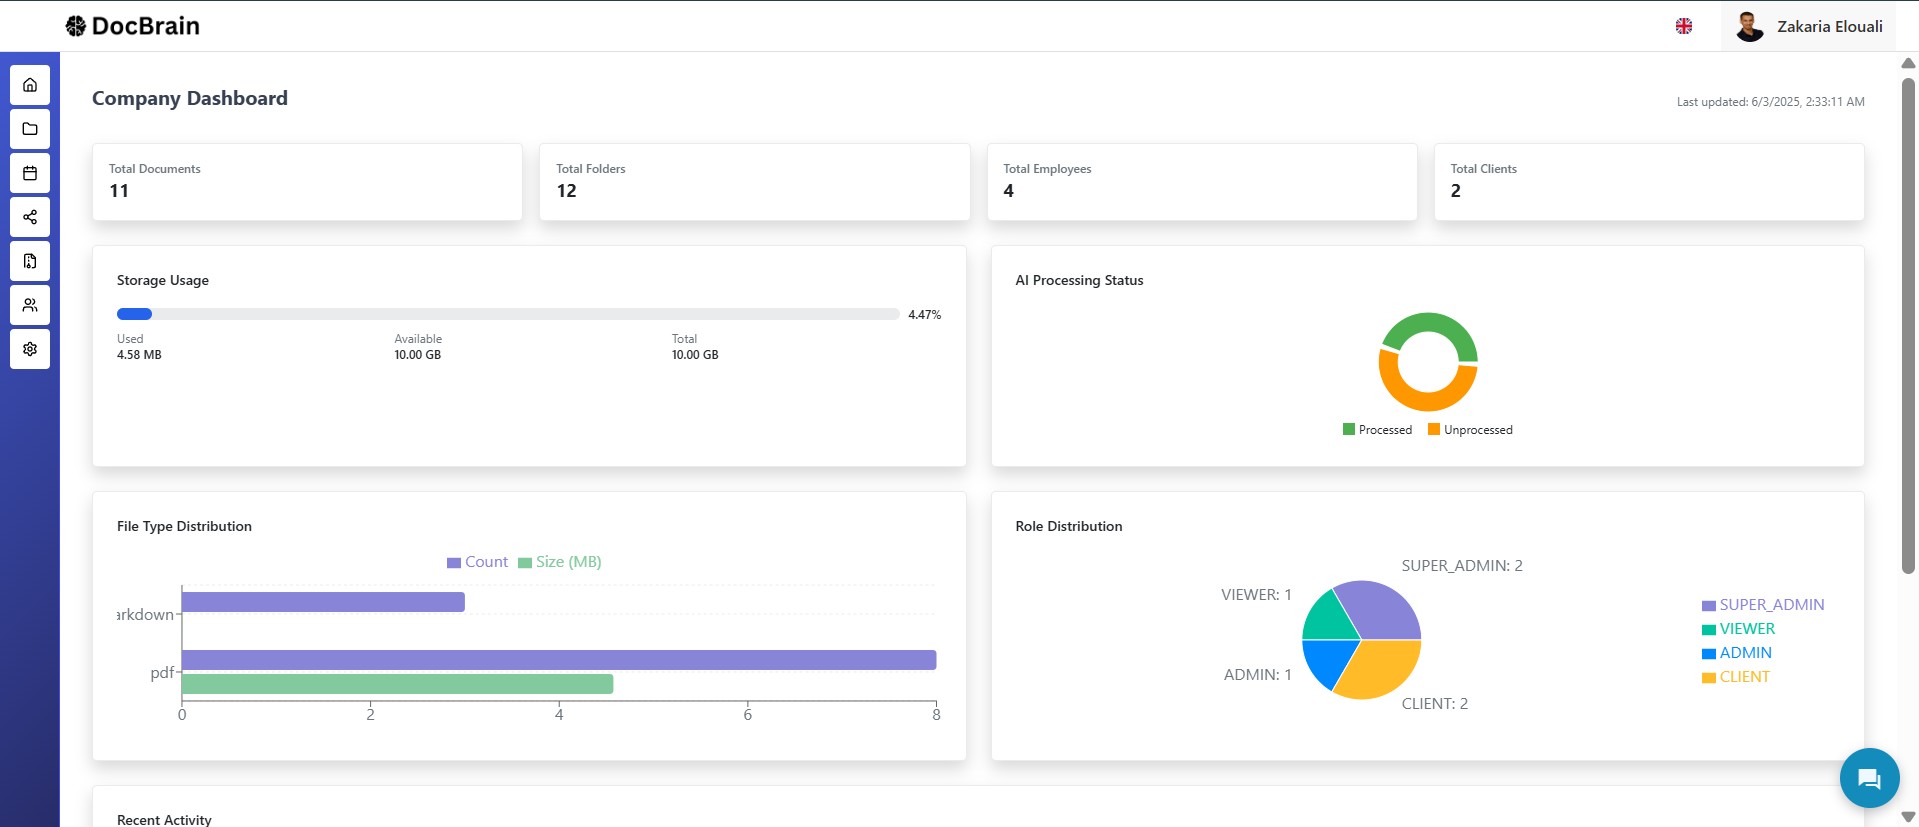 DocBrain
Zakaria Elouali
Company Dashboard
Last updated: 6/3/2025, 2:33:11 AM
Total Documents
11
Total Folders
12
Total Employees
4
Total Clients
2
Storage Usage
4.47%
Used
4.58 MB
Available
10.00 GB
Total
10.00 GB
AI Processing Status
Processed
Unprocessed
File Type Distribution
Count
Size (MB)
arkdown
pdf
0
2
4
6
8
Role Distribution
SUPER_ADMIN: 2
VIEWER: 1
ADMIN: 1
CLIENT: 2
SUPER_ADMIN
VIEWER
ADMIN
CLIENT
Recent Activity